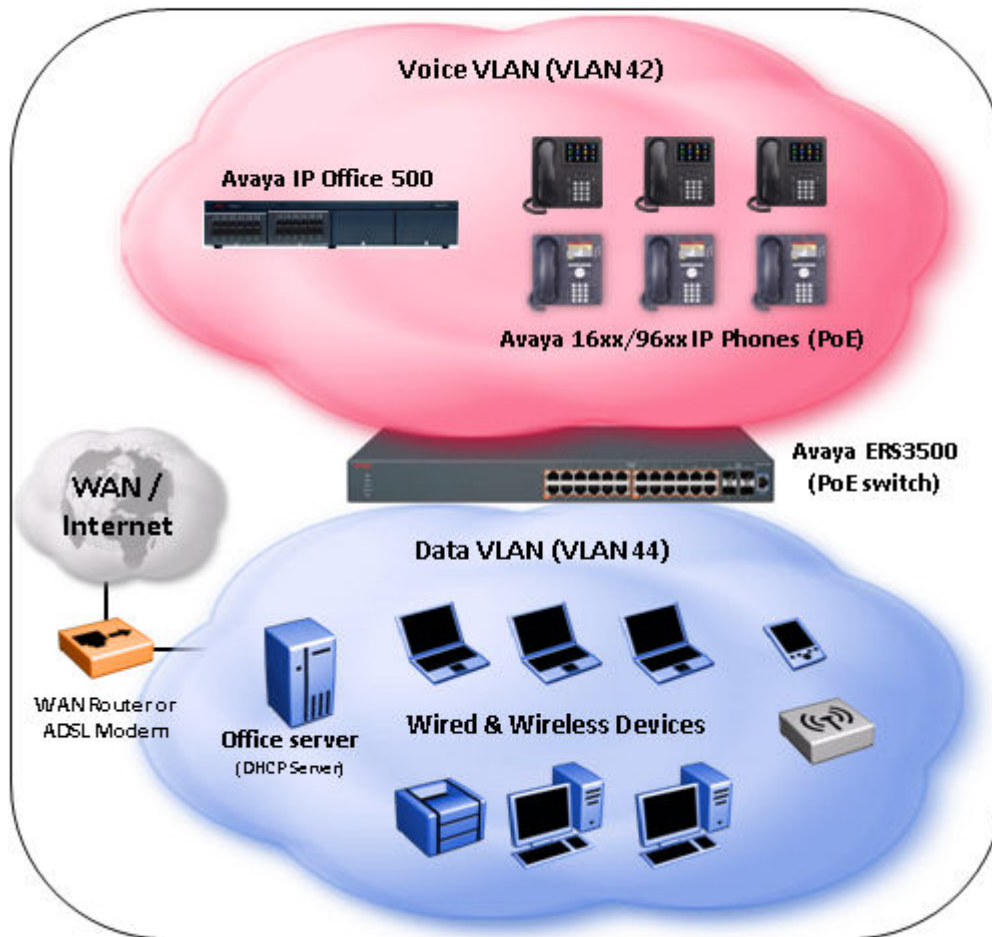 Voice VLAN (VLAN 42)
Avaya IP Office 500
Avaya 16xx/96xx IP Phones (PoE)
Avaya ERS3500
(PoE switch)
WAN /
Internet
Data VLAN (VLAN 44)
WAN Router or
ADSL Modem
Office server
(DHCP Server)
Wired & Wireless Devices